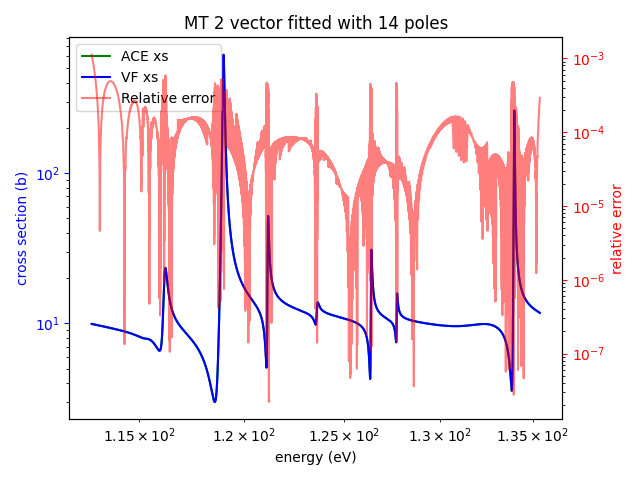 MT 2 vector fitted with 14 poles
ACE xs
VF xs
Relative error
cross section (b)
10²
10¹
relative error
10⁻³
10⁻⁴
10⁻⁵
10⁻⁶
10⁻⁷
1.15 × 10² 1.2 × 10² 1.25 × 10² 1.3 × 10² 1.35 × 10²
energy (eV)